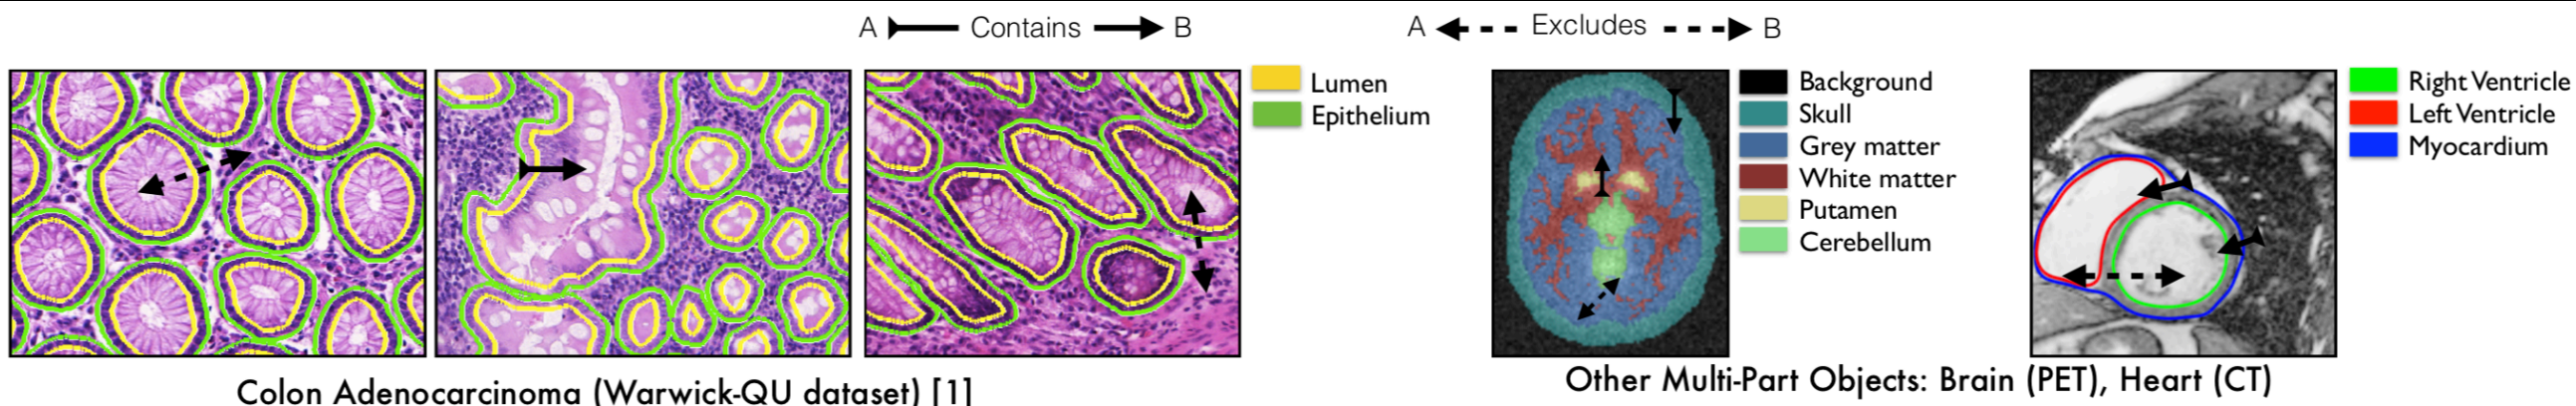 A Contains B
A Excludes B
Lumen
Epithelium
Background
Skull
Grey matter
White matter
Putamen
Cerebellum
Right Ventricle
Left Ventricle
Myocardium
Colon Adenocarcinoma (Warwick-QU dataset) [1]
Other Multi-Part Objects: Brain (PET), Heart (CT)